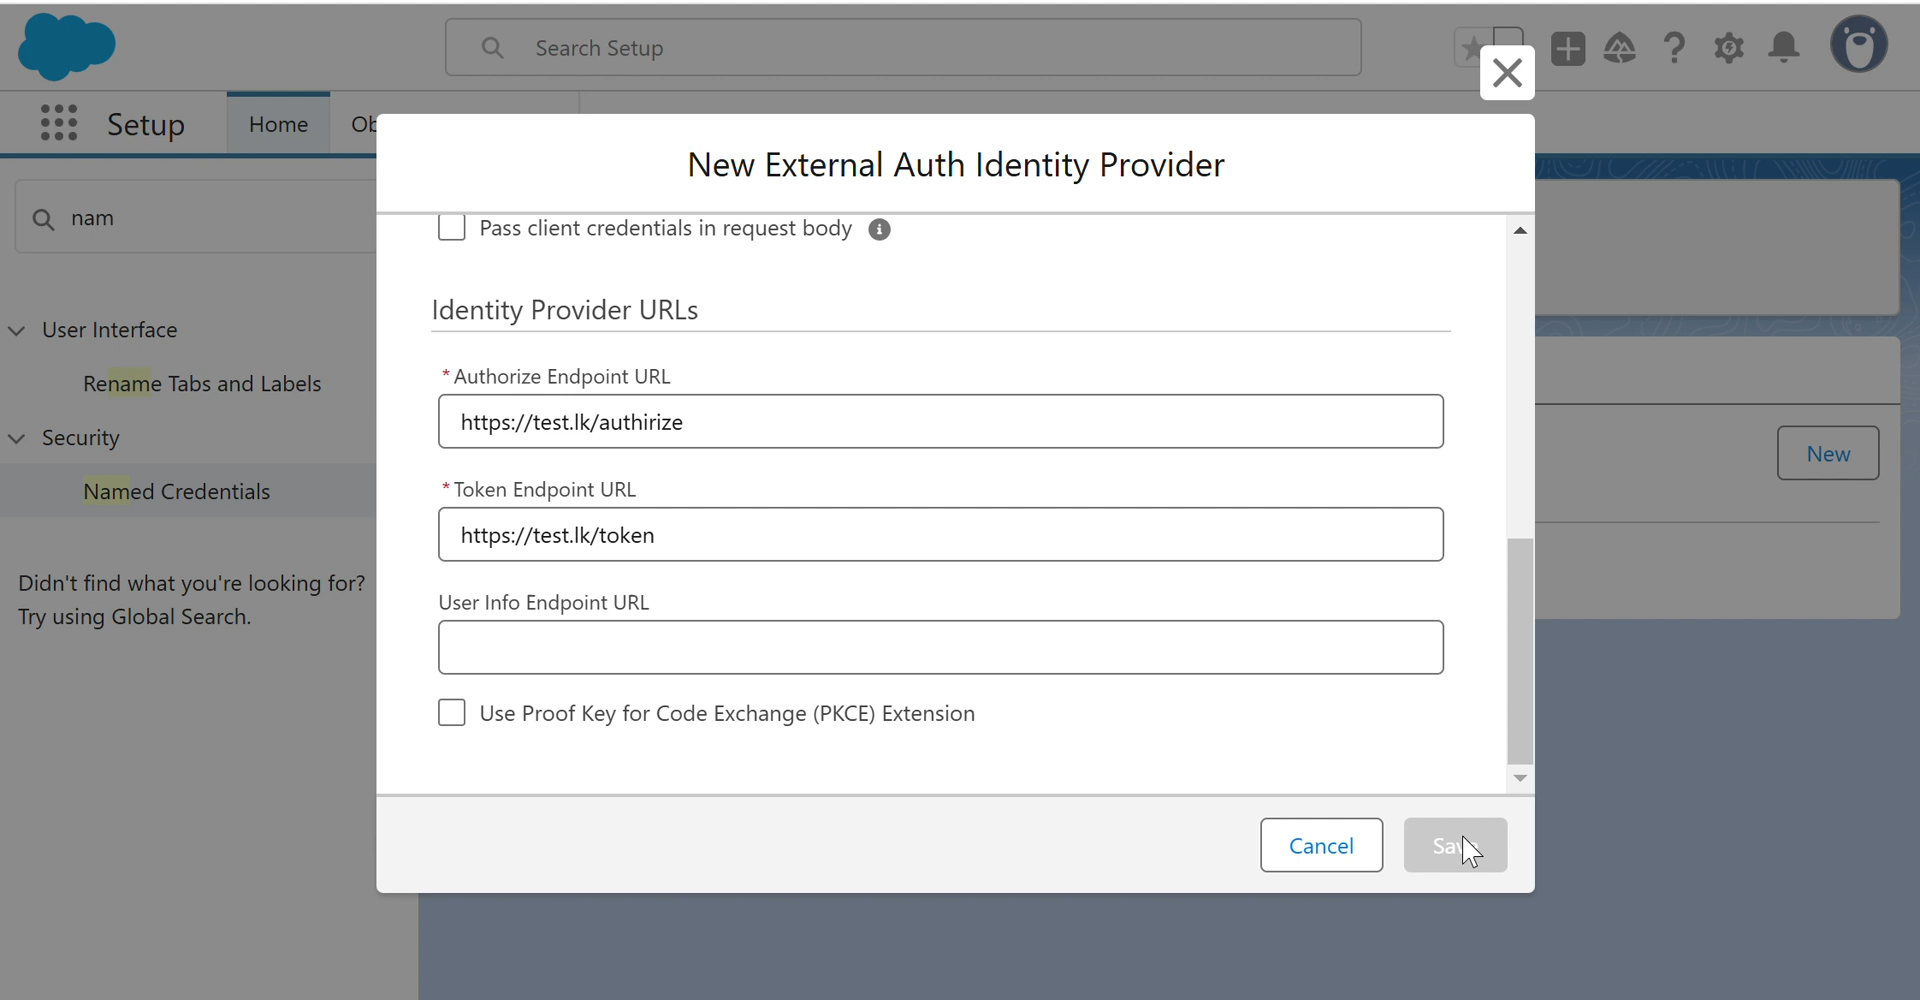 Search Setup
Setup
Home
Ob
New External Auth Identity Provider
nam
Pass client credentials in request body
Identity Provider URLs
User Interface
*Authorize Endpoint URL
Rename Tabs and Labels
https://test.lk/authirize
Security
New
*Token Endpoint URL
Named Credentials
https://test.lk/token
Didn't find what you're looking for?
Try using Global Search.
User Info Endpoint URL
Use Proof Key for Code Exchange (PKCE) Extension
Cancel
Save